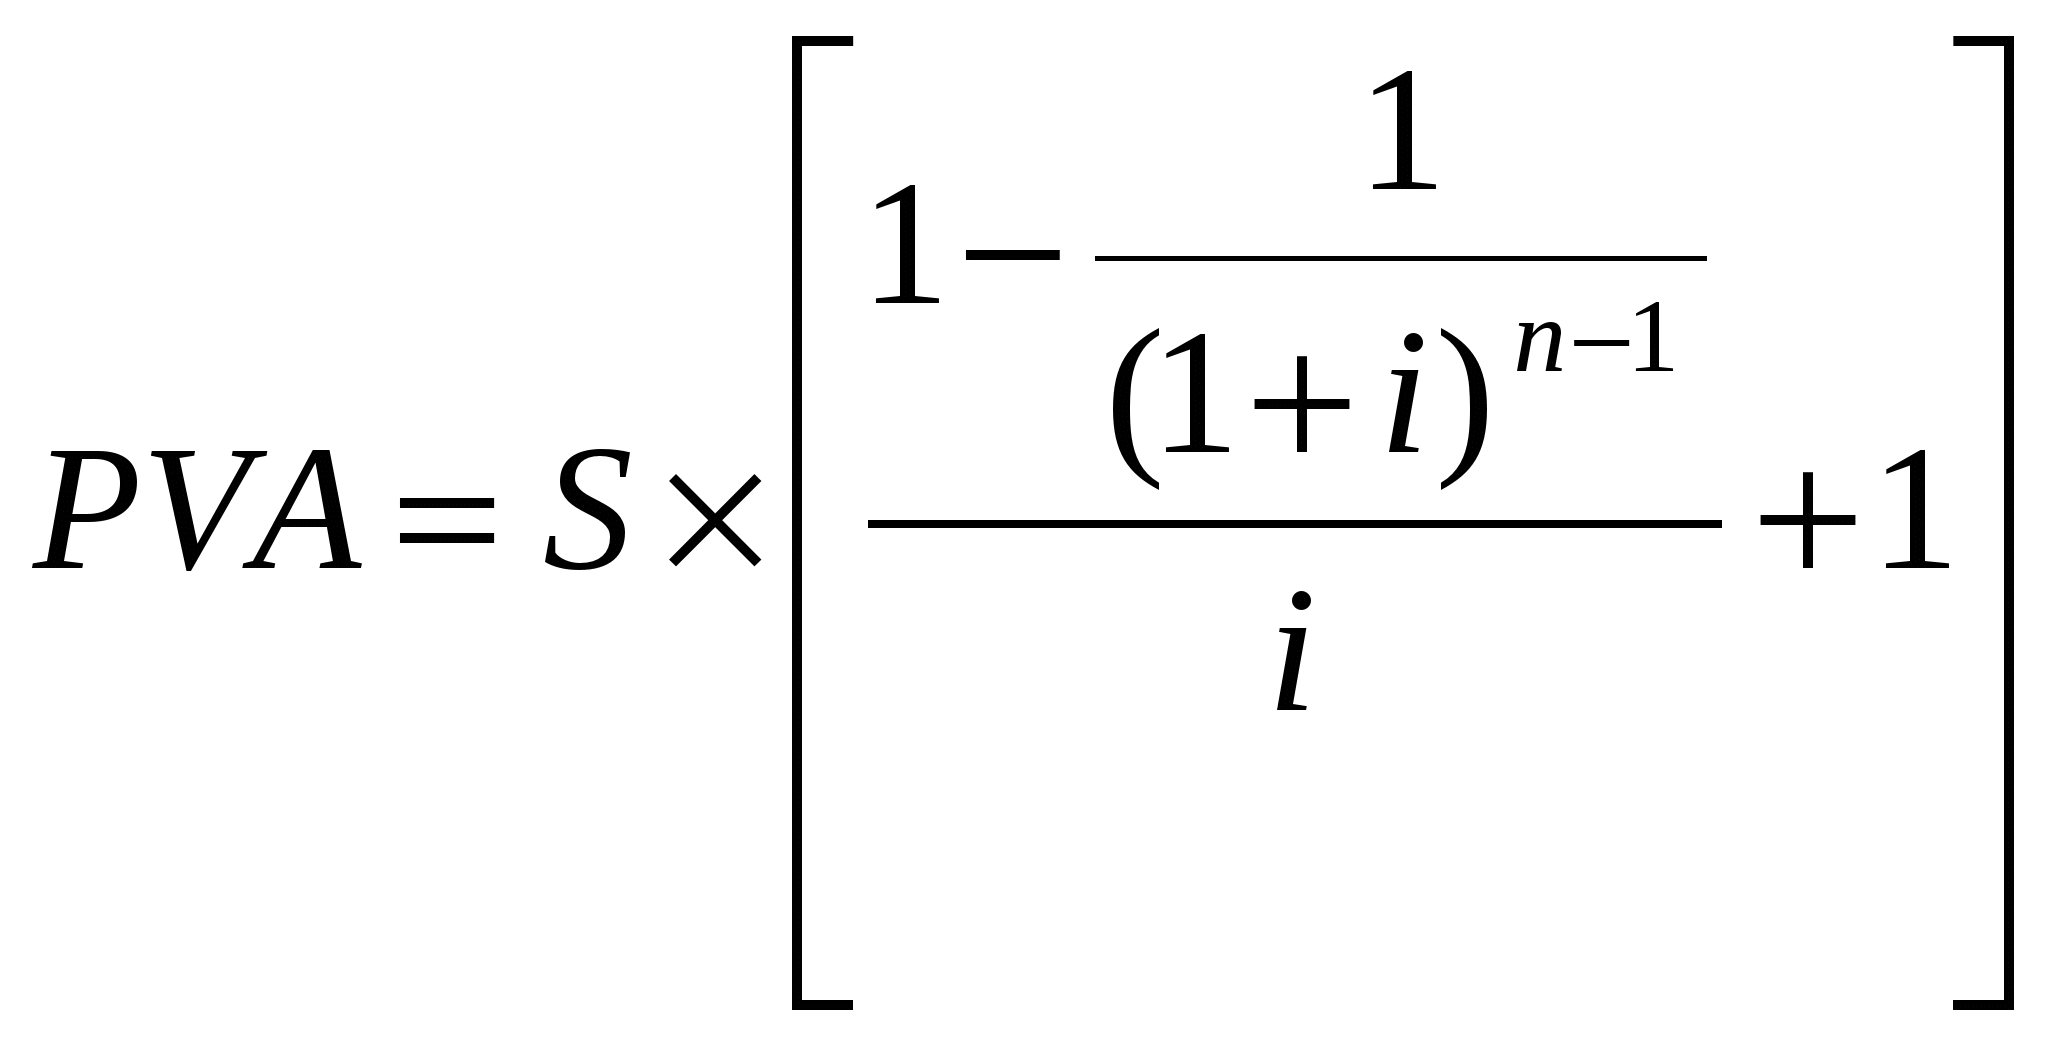 PVA = S × [ (1 − 1 / (1 + i)^(n−1)) / i + 1 ]